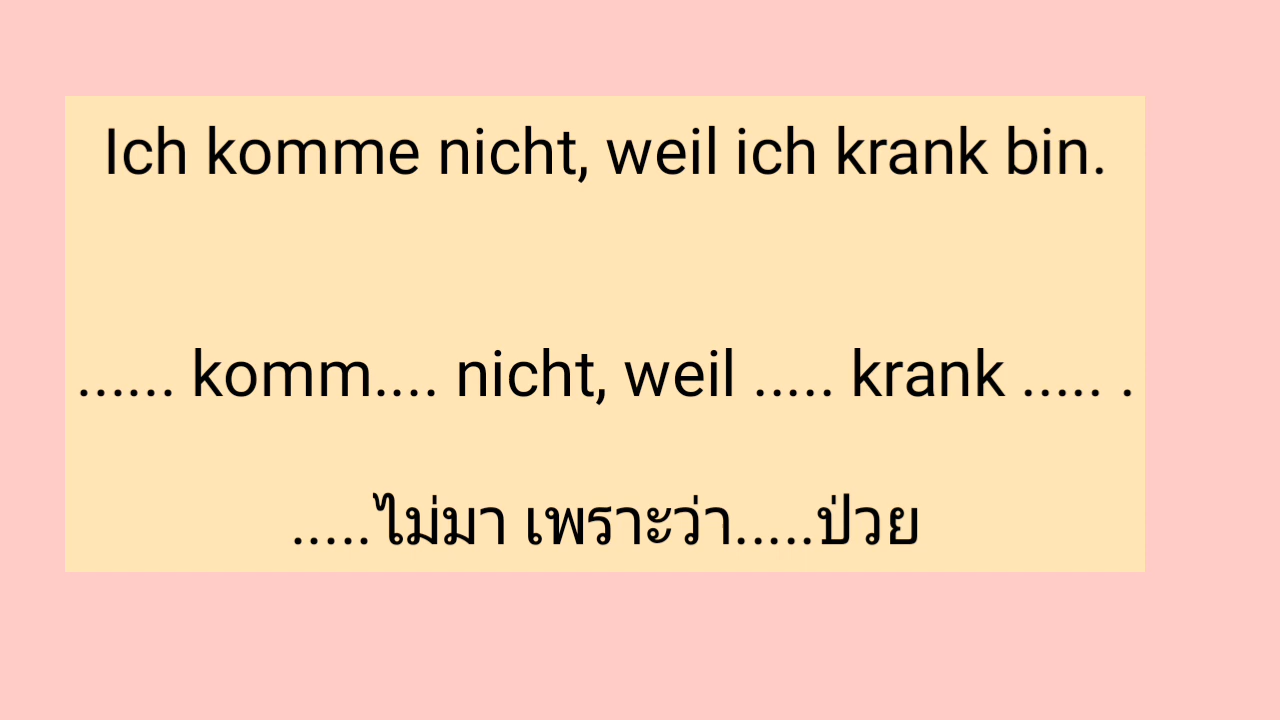 Ich komme nicht, weil ich krank bin.
...... komm.... nicht, weil ..... krank ..... .
.....ไม่มา เพราะว่า.....ป่วย